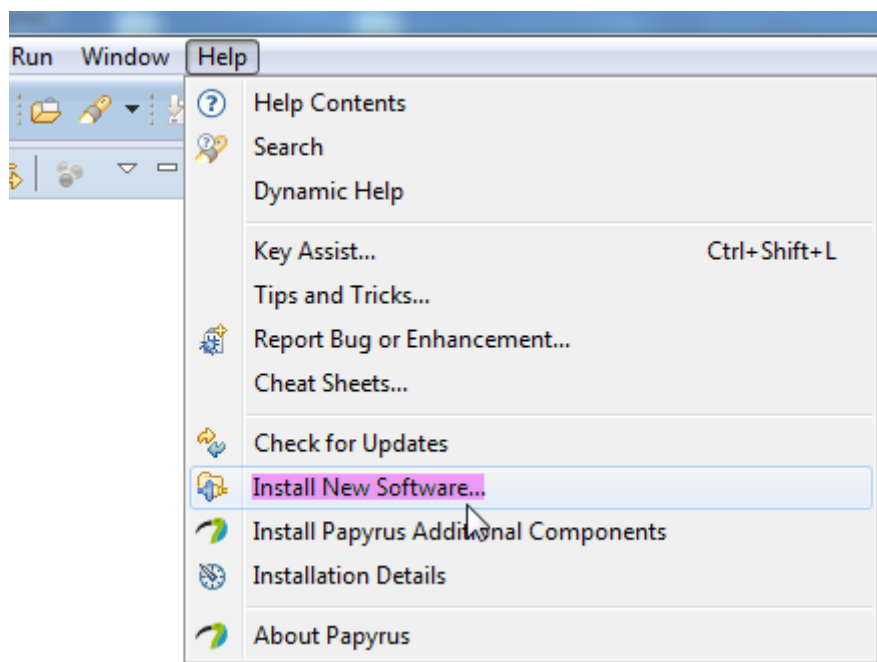 Run Window Help
Help Contents
Search
Dynamic Help
Key Assist... Ctrl+Shift+L
Tips and Tricks...
Report Bug or Enhancement...
Cheat Sheets...
Check for Updates
Install New Software...
Install Papyrus Additional Components
Installation Details
About Papyrus